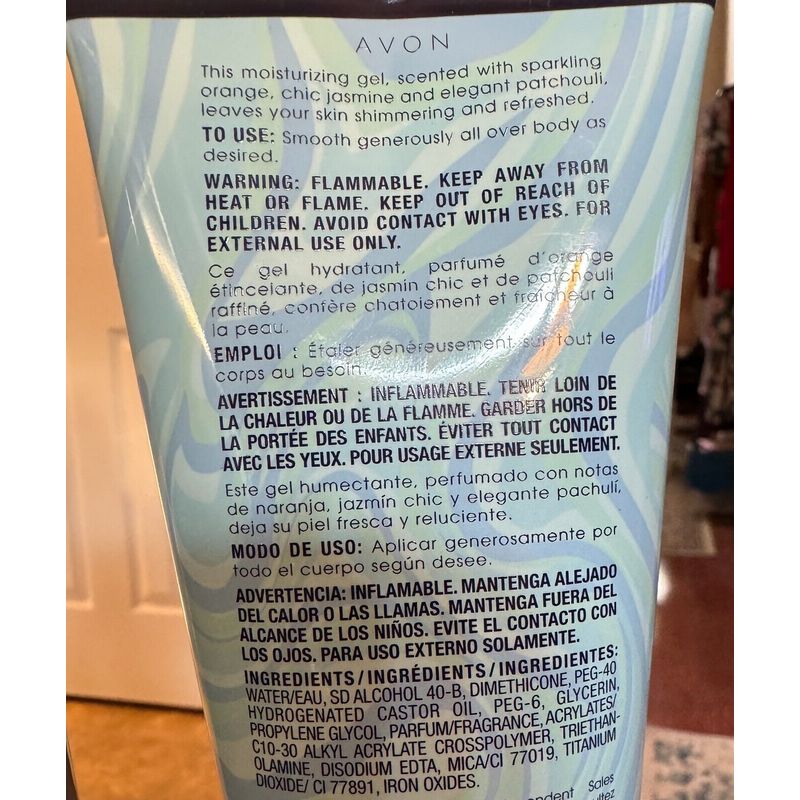 AVON
This moisturizing gel, scented with sparkling
orange, chic jasmine and elegant patchouli,
leaves your skin shimmering and refreshed.
TO USE: Smooth generously all over body as
desired.
WARNING: FLAMMABLE. KEEP AWAY FROM
HEAT OR FLAME. KEEP OUT OF REACH OF
CHILDREN. AVOID CONTACT WITH EYES. FOR
EXTERNAL USE ONLY.
Ce gel hydratant, parfumé d'orange
étincelante, de jasmin chic et de patchouli
raffiné, confère chatoiement et fraîcheur à
la peau.
EMPLOI : Étaler généreusement sur tout le
corps au besoin.
AVERTISSEMENT : INFLAMMABLE. TENIR LOIN DE
LA CHALEUR OU DE LA FLAMME. GARDER HORS DE
LA PORTÉE DES ENFANTS. ÉVITER TOUT CONTACT
AVEC LES YEUX. POUR USAGE EXTERNE SEULEMENT.
Este gel humectante, perfumado con notas
de naranja, jazmín chic y elegante pachulí,
deja su piel fresca y reluciente.
MODO DE USO: Aplicar generosamente por
todo el cuerpo según desee.
ADVERTENCIA: INFLAMABLE. MANTENGA ALEJADO
DEL CALOR O LAS LLAMAS. MANTENGA FUERA DEL
ALCANCE DE LOS NIÑOS. EVITE EL CONTACTO CON
LOS OJOS. PARA USO EXTERNO SOLAMENTE.
INGREDIENTS/INGRÉDIENTS/INGREDIENTES:
WATER/EAU, SD ALCOHOL 40-B, DIMETHICONE, PEG-40
HYDROGENATED CASTOR OIL, PEG-6, GLYCERIN,
PROPYLENE GLYCOL, PARFUM/FRAGRANCE, ACRYLATES/
C10-30 ALKYL ACRYLATE CROSSPOLYMER, TRIETHAN-
OLAMINE, DISODIUM EDTA, MICA/CI 77019, TITANIUM
DIOXIDE/ CI 77891, IRON OXIDES.
Sales